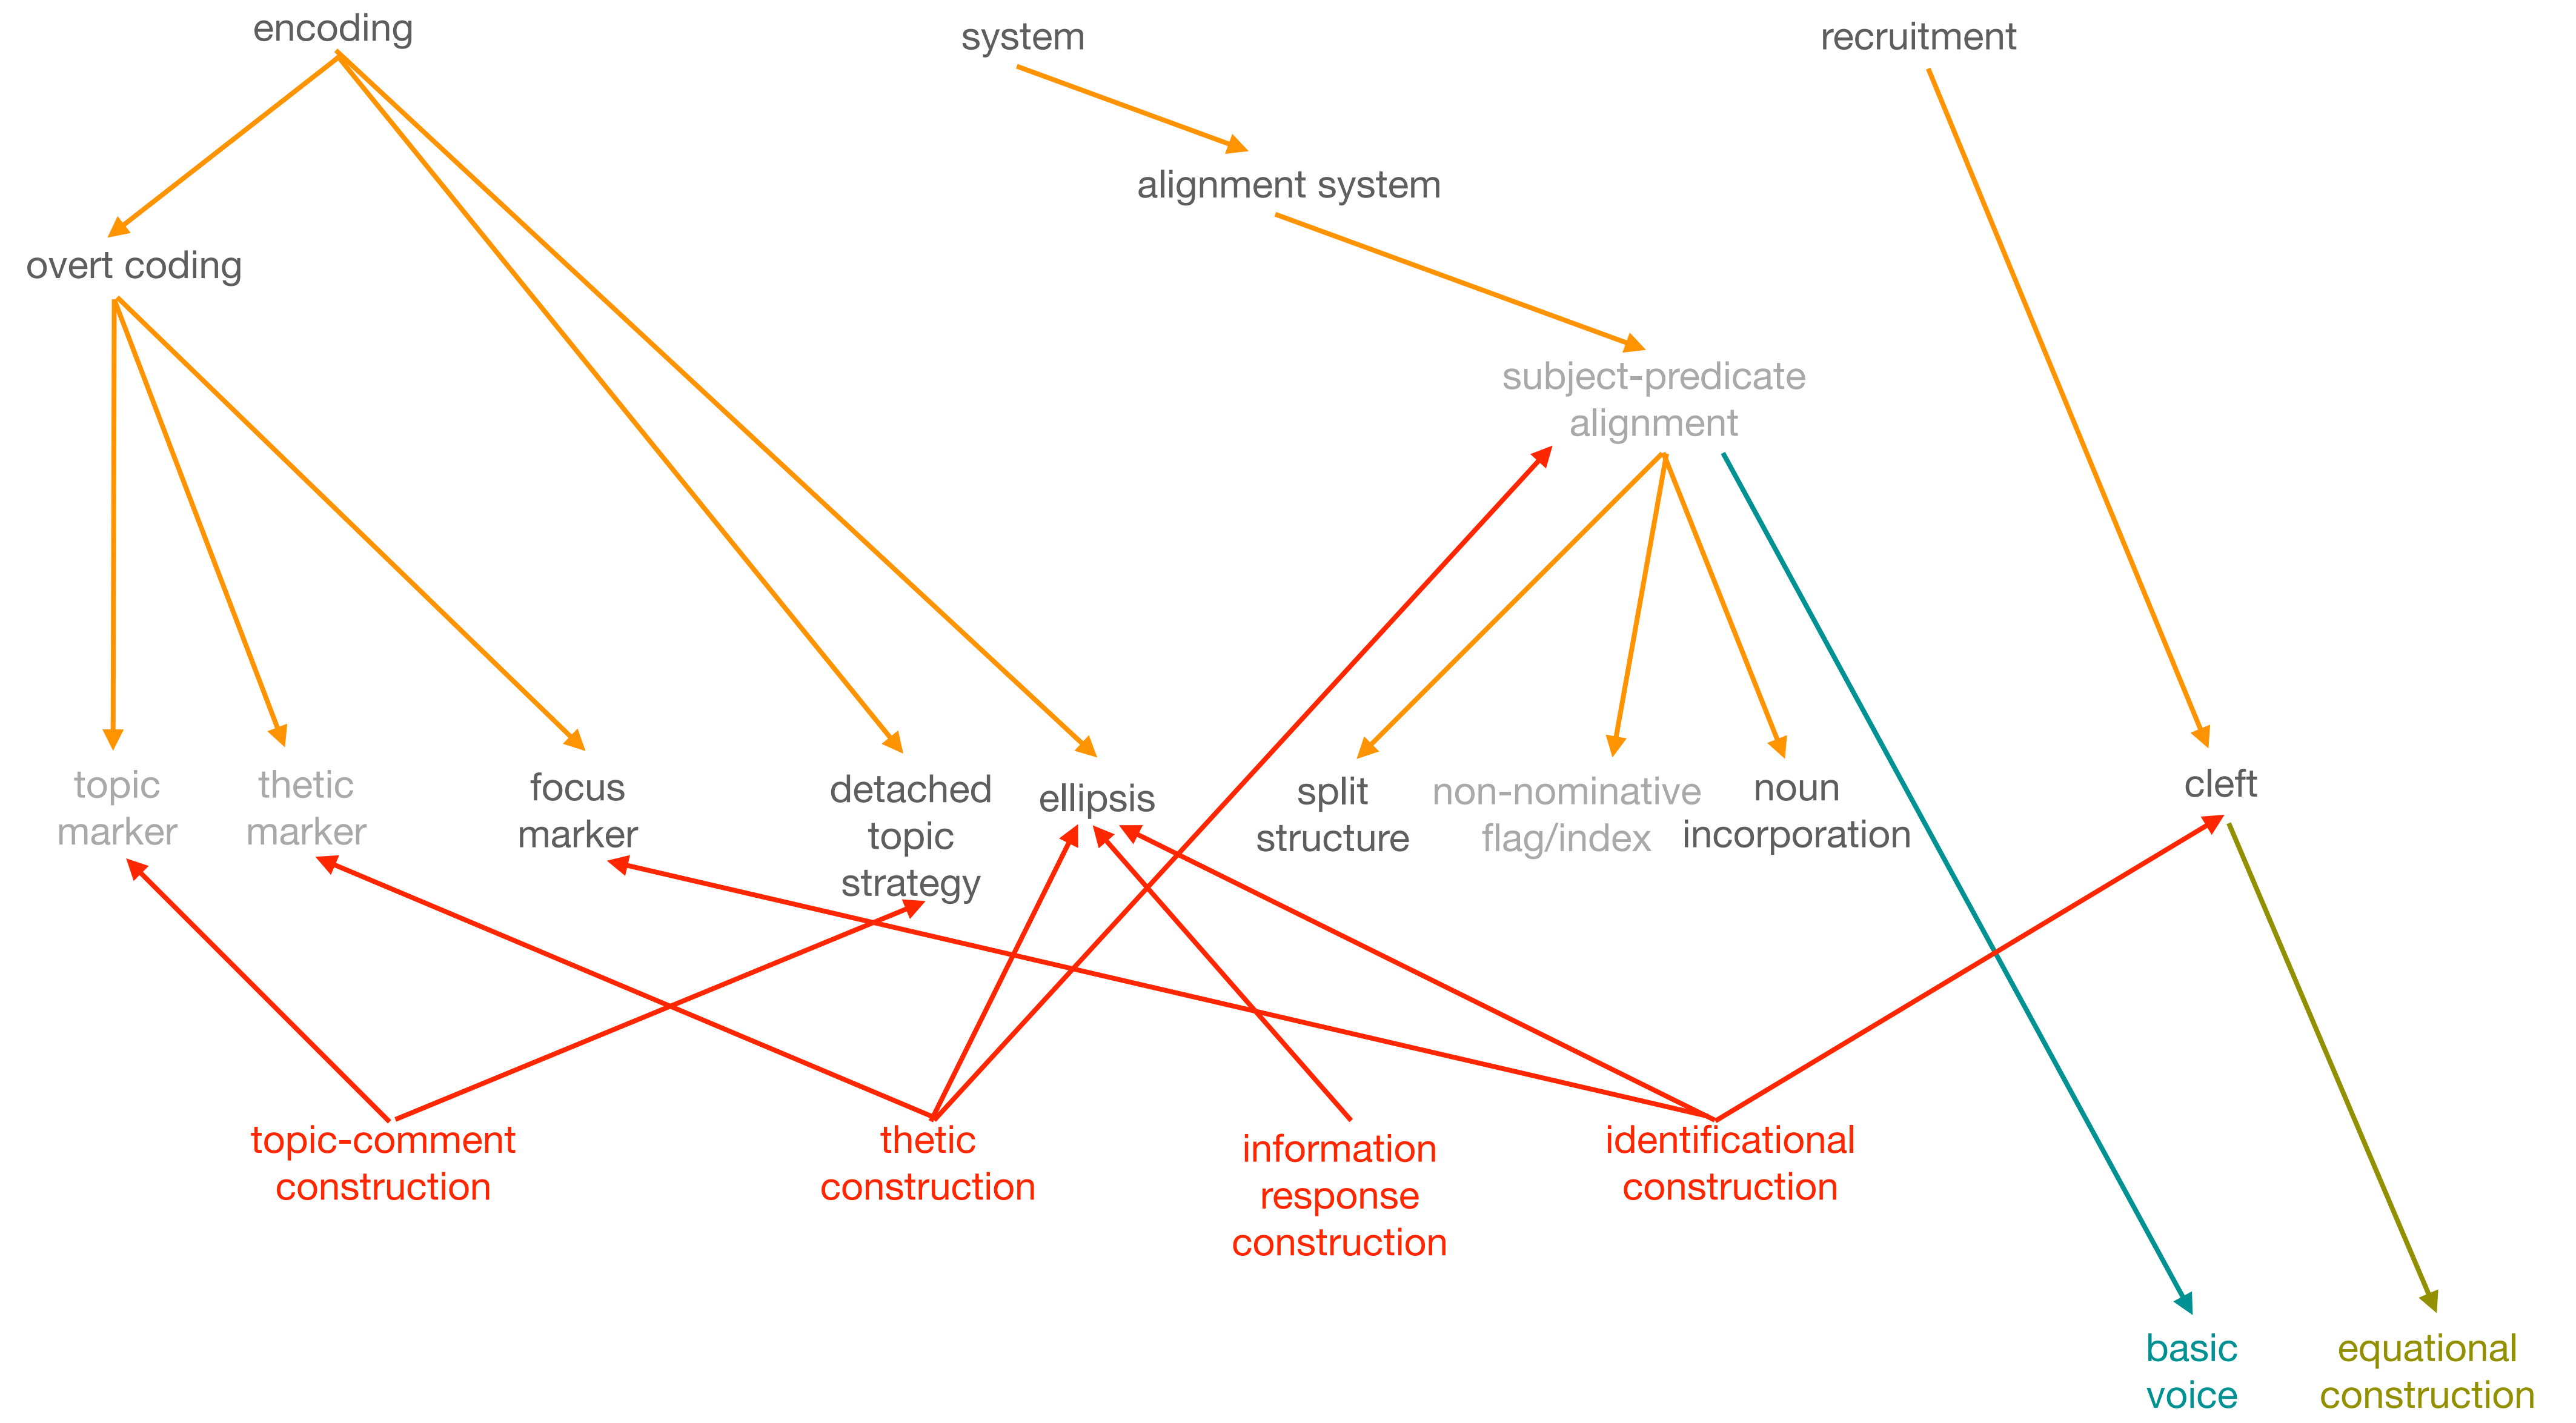 encoding
system
recruitment
alignment system
overt coding
subject-predicate
alignment
topic
marker
thetic
marker
focus
marker
detached
topic
strategy
ellipsis
split
structure
non-nominative
flag/index
noun
incorporation
cleft
topic-comment
construction
thetic
construction
information
response
construction
identificational
construction
basic
voice
equational
construction